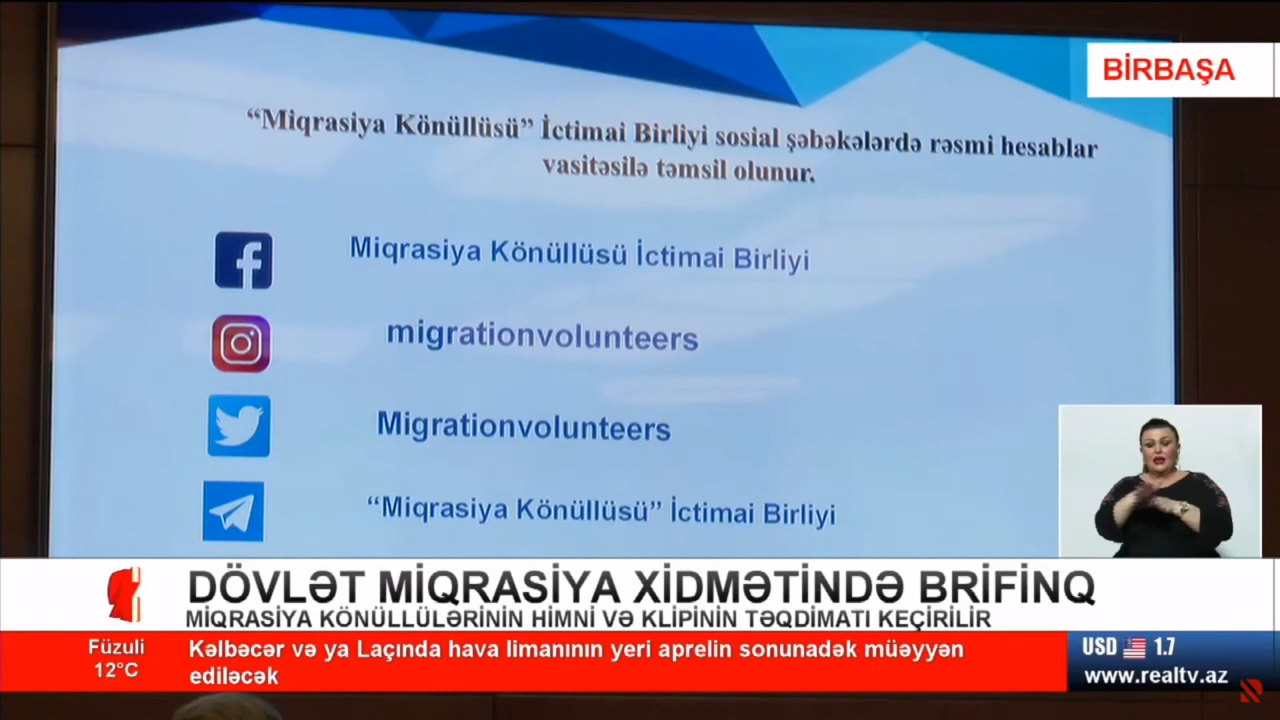 BİRBAŞA
“Miqrasiya Könüllüsü” İctimai Birliyi sosial şəbəkələrdə rəsmi hesablar
vasitəsilə təmsil olunur.
Miqrasiya Könüllüsü İctimai Birliyi
migrationvolunteers
Migrationvolunteers
“Miqrasiya Könüllüsü” İctimai Birliyi
DÖVLƏT MİQRASİYA XİDMƏTİNDƏ BRİFİNQ
MİQRASİYA KÖNÜLLÜLƏRİNİN HİMNİ VƏ KLİPİNİN TƏQDİMATI KEÇİRİLİR
Füzuli
12°C
Kəlbəcər və ya Laçında hava limanının yeri aprelin sonunadək müəyyən
ediləcək
USD 1.7
www.realtv.az